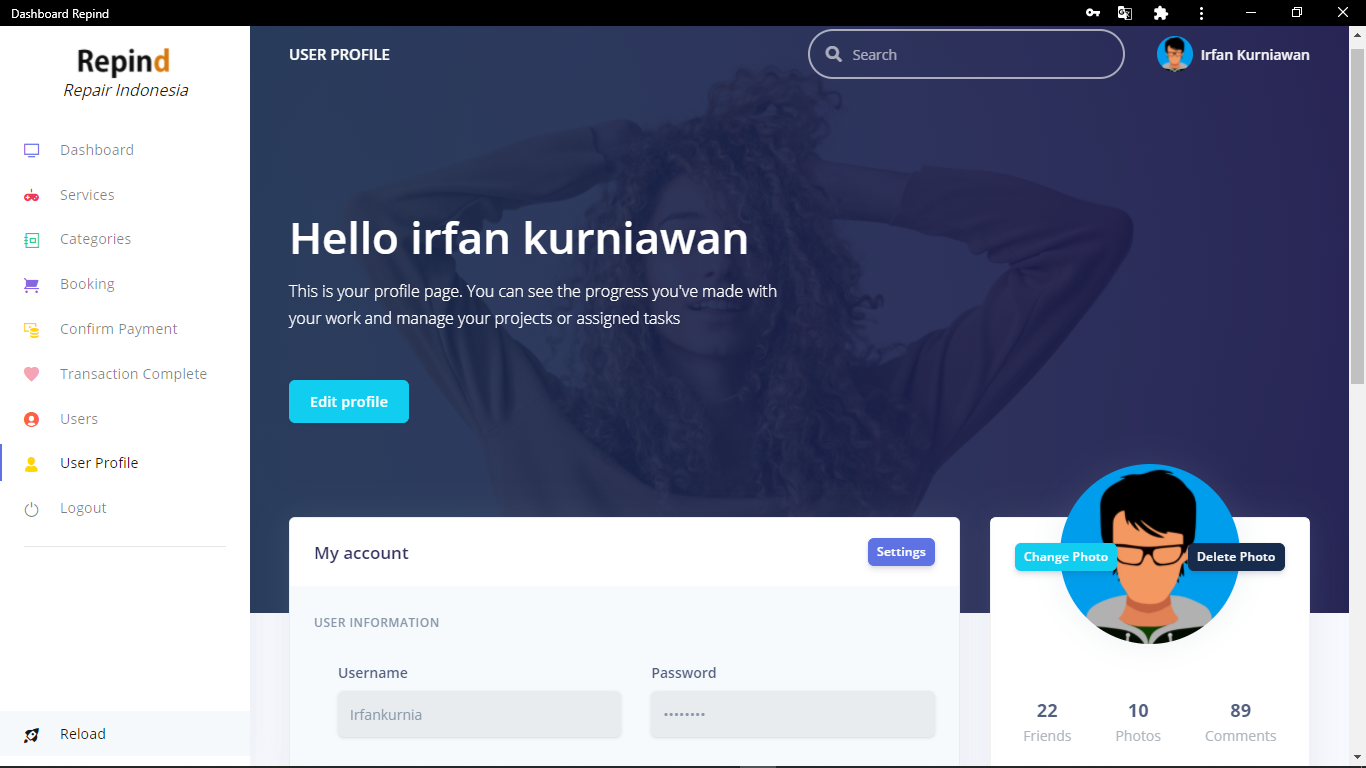 Dashboard Repind
Repind
Repair Indonesia
Dashboard
Services
Categories
Booking
Confirm Payment
Transaction Complete
Users
User Profile
Logout
Reload
USER PROFILE
Search
Irfan Kurniawan
Hello irfan kurniawan
This is your profile page. You can see the progress you've made with
your work and manage your projects or assigned tasks
Edit profile
My account
Settings
USER INFORMATION
Username
Password
Irfankurnia
••••••••
Change Photo
Delete Photo
22
10
89
Friends
Photos
Comments